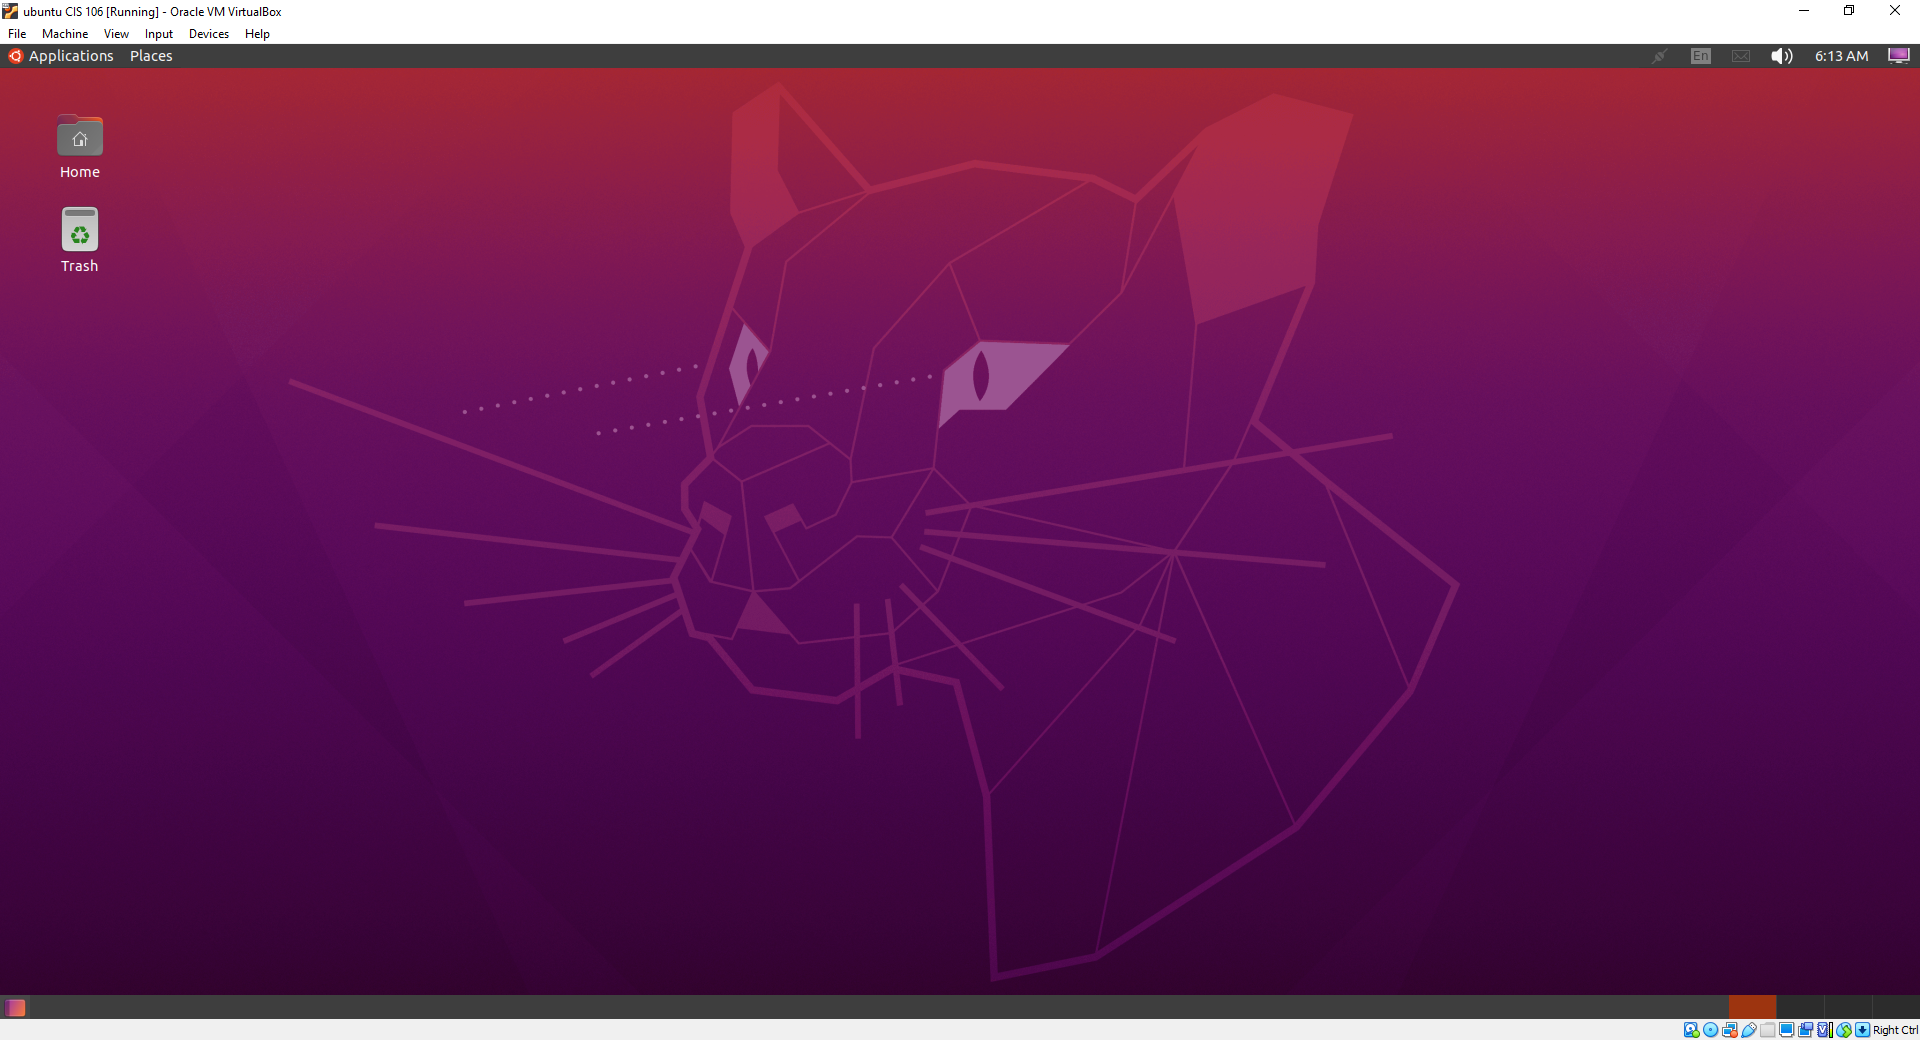 ubuntu CIS 106 [Running] - Oracle VM VirtualBox
File Machine View Input Devices Help
Applications Places En 6:13 AM
Home
Trash
Right Ctrl